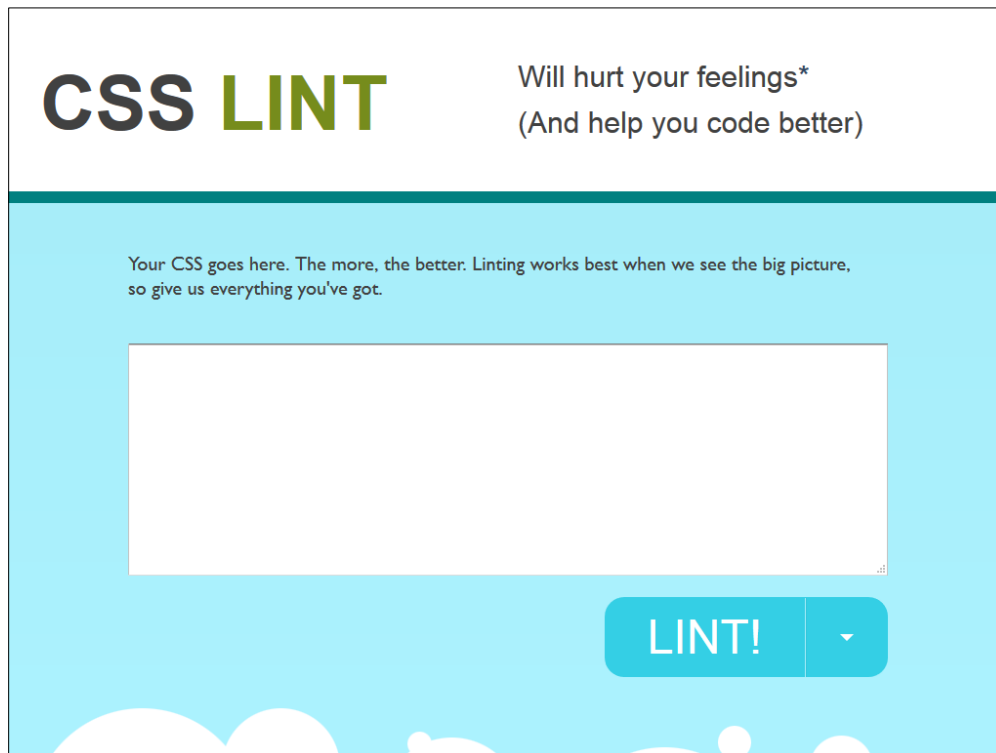 CSS LINT
Will hurt your feelings*
(And help you code better)
Your CSS goes here. The more, the better. Linting works best when we see the big picture,
so give us everything you've got.
LINT!